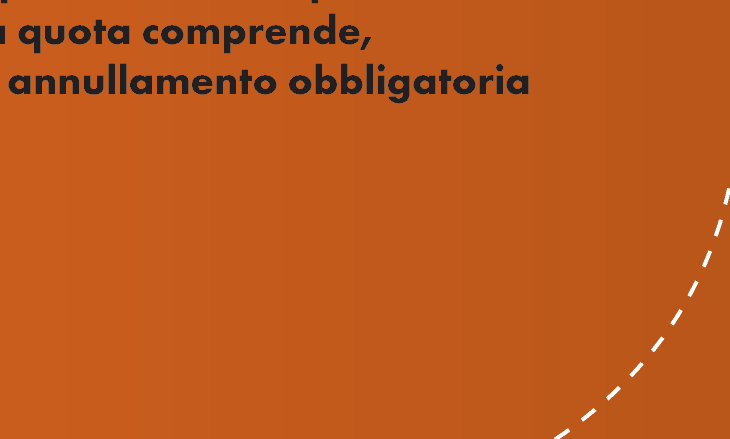 quota comprende,
annullamento obbligatoria